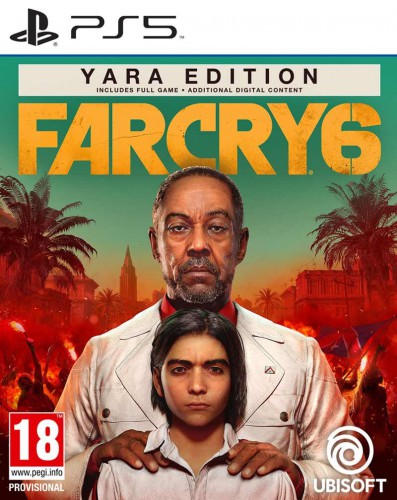 PS5
YARA EDITION
INCLUDES FULL GAME • ADDITIONAL DIGITAL CONTENT
FARCRY6
18
www.pegi.info
PROVISIONAL
UBISOFT